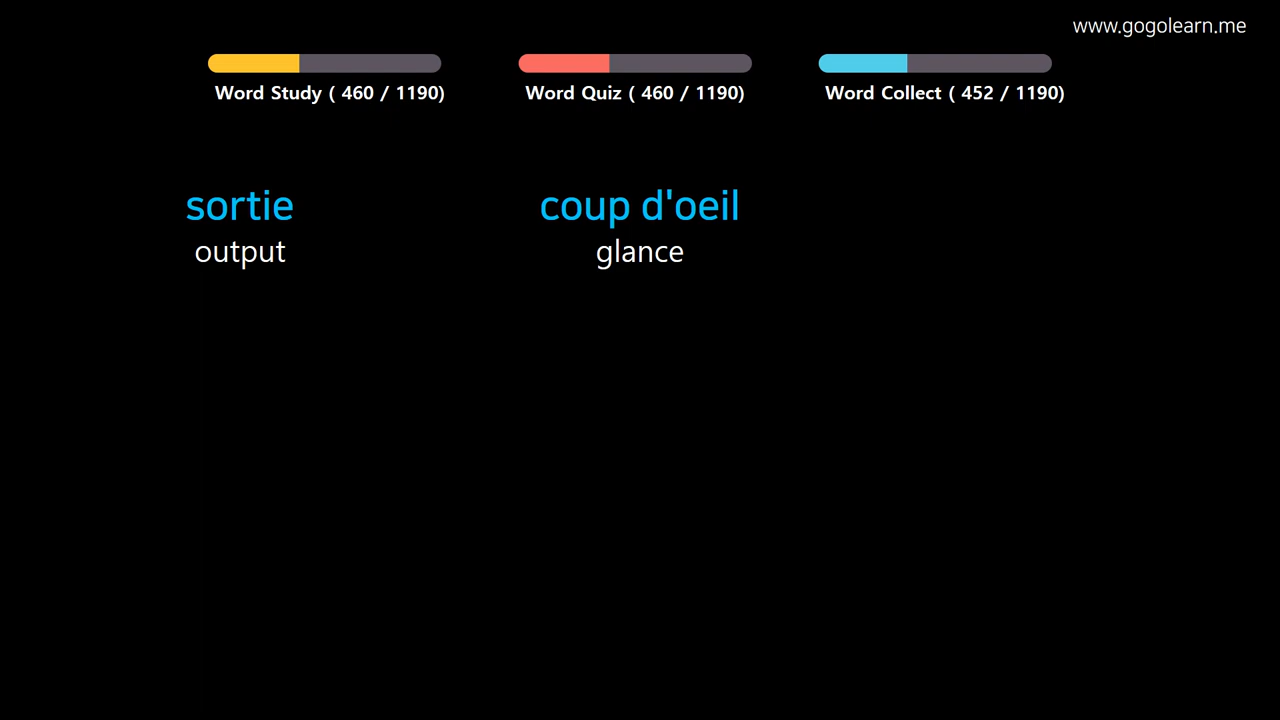 www.gogolearn.me
Word Study ( 460 / 1190)
Word Quiz ( 460 / 1190)
Word Collect ( 452 / 1190)
sortie
output
coup d'oeil
glance